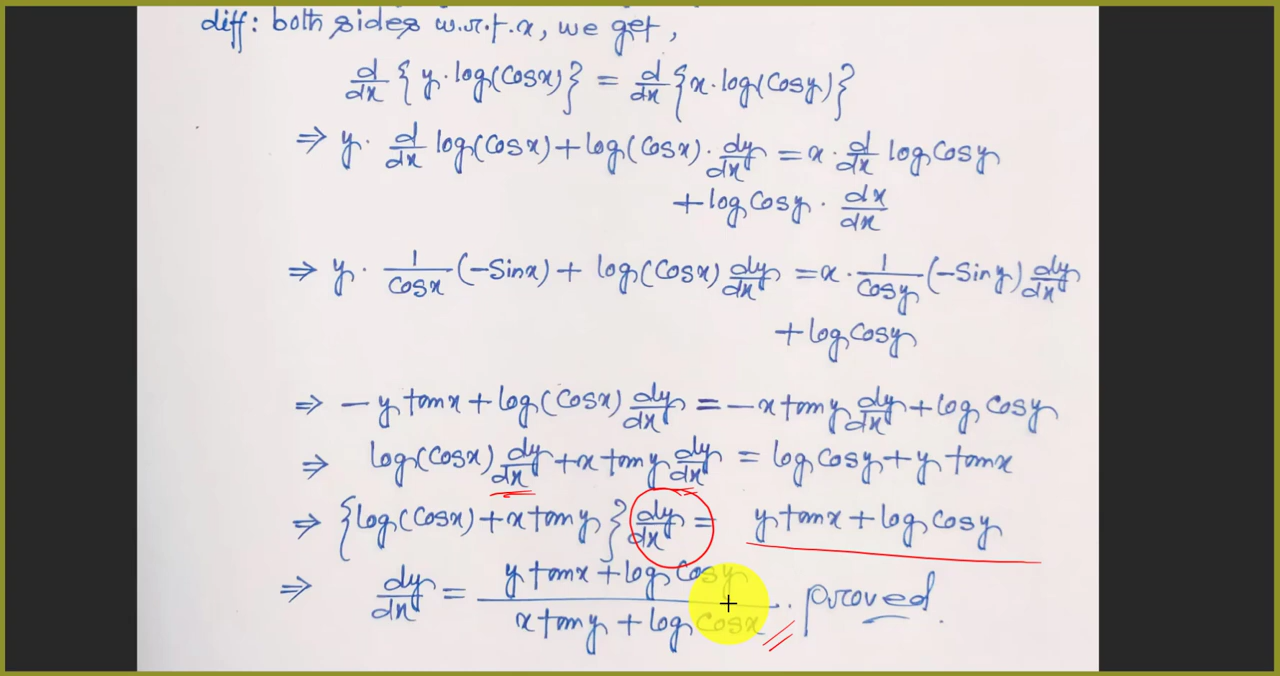 diff: both sides w.r.t.x, we get,
d/dx {y·log(Cosx)} = d/dx {x·log(Cosy)}
⇒ y· d/dx log(Cosx) + log(Cosx)· dy/dx = x· d/dx log Cosy
+ log Cosy · dx/dx
⇒ y· 1/Cosx (-Sinx) + log(Cosx) dy/dx = x· 1/Cosy (-Siny) dy/dx
+ log Cosy
⇒ - y tanx + log(Cosx) dy/dx = - x tany dy/dx + log Cosy
⇒ log(Cosx) dy/dx + x tany dy/dx = log Cosy + y tanx
⇒ {log(Cosx) + x tany} dy/dx = y tanx + log Cosy
⇒ dy/dx = (y tanx + log Cosy)/(x tany + log Cosx) .. proved.